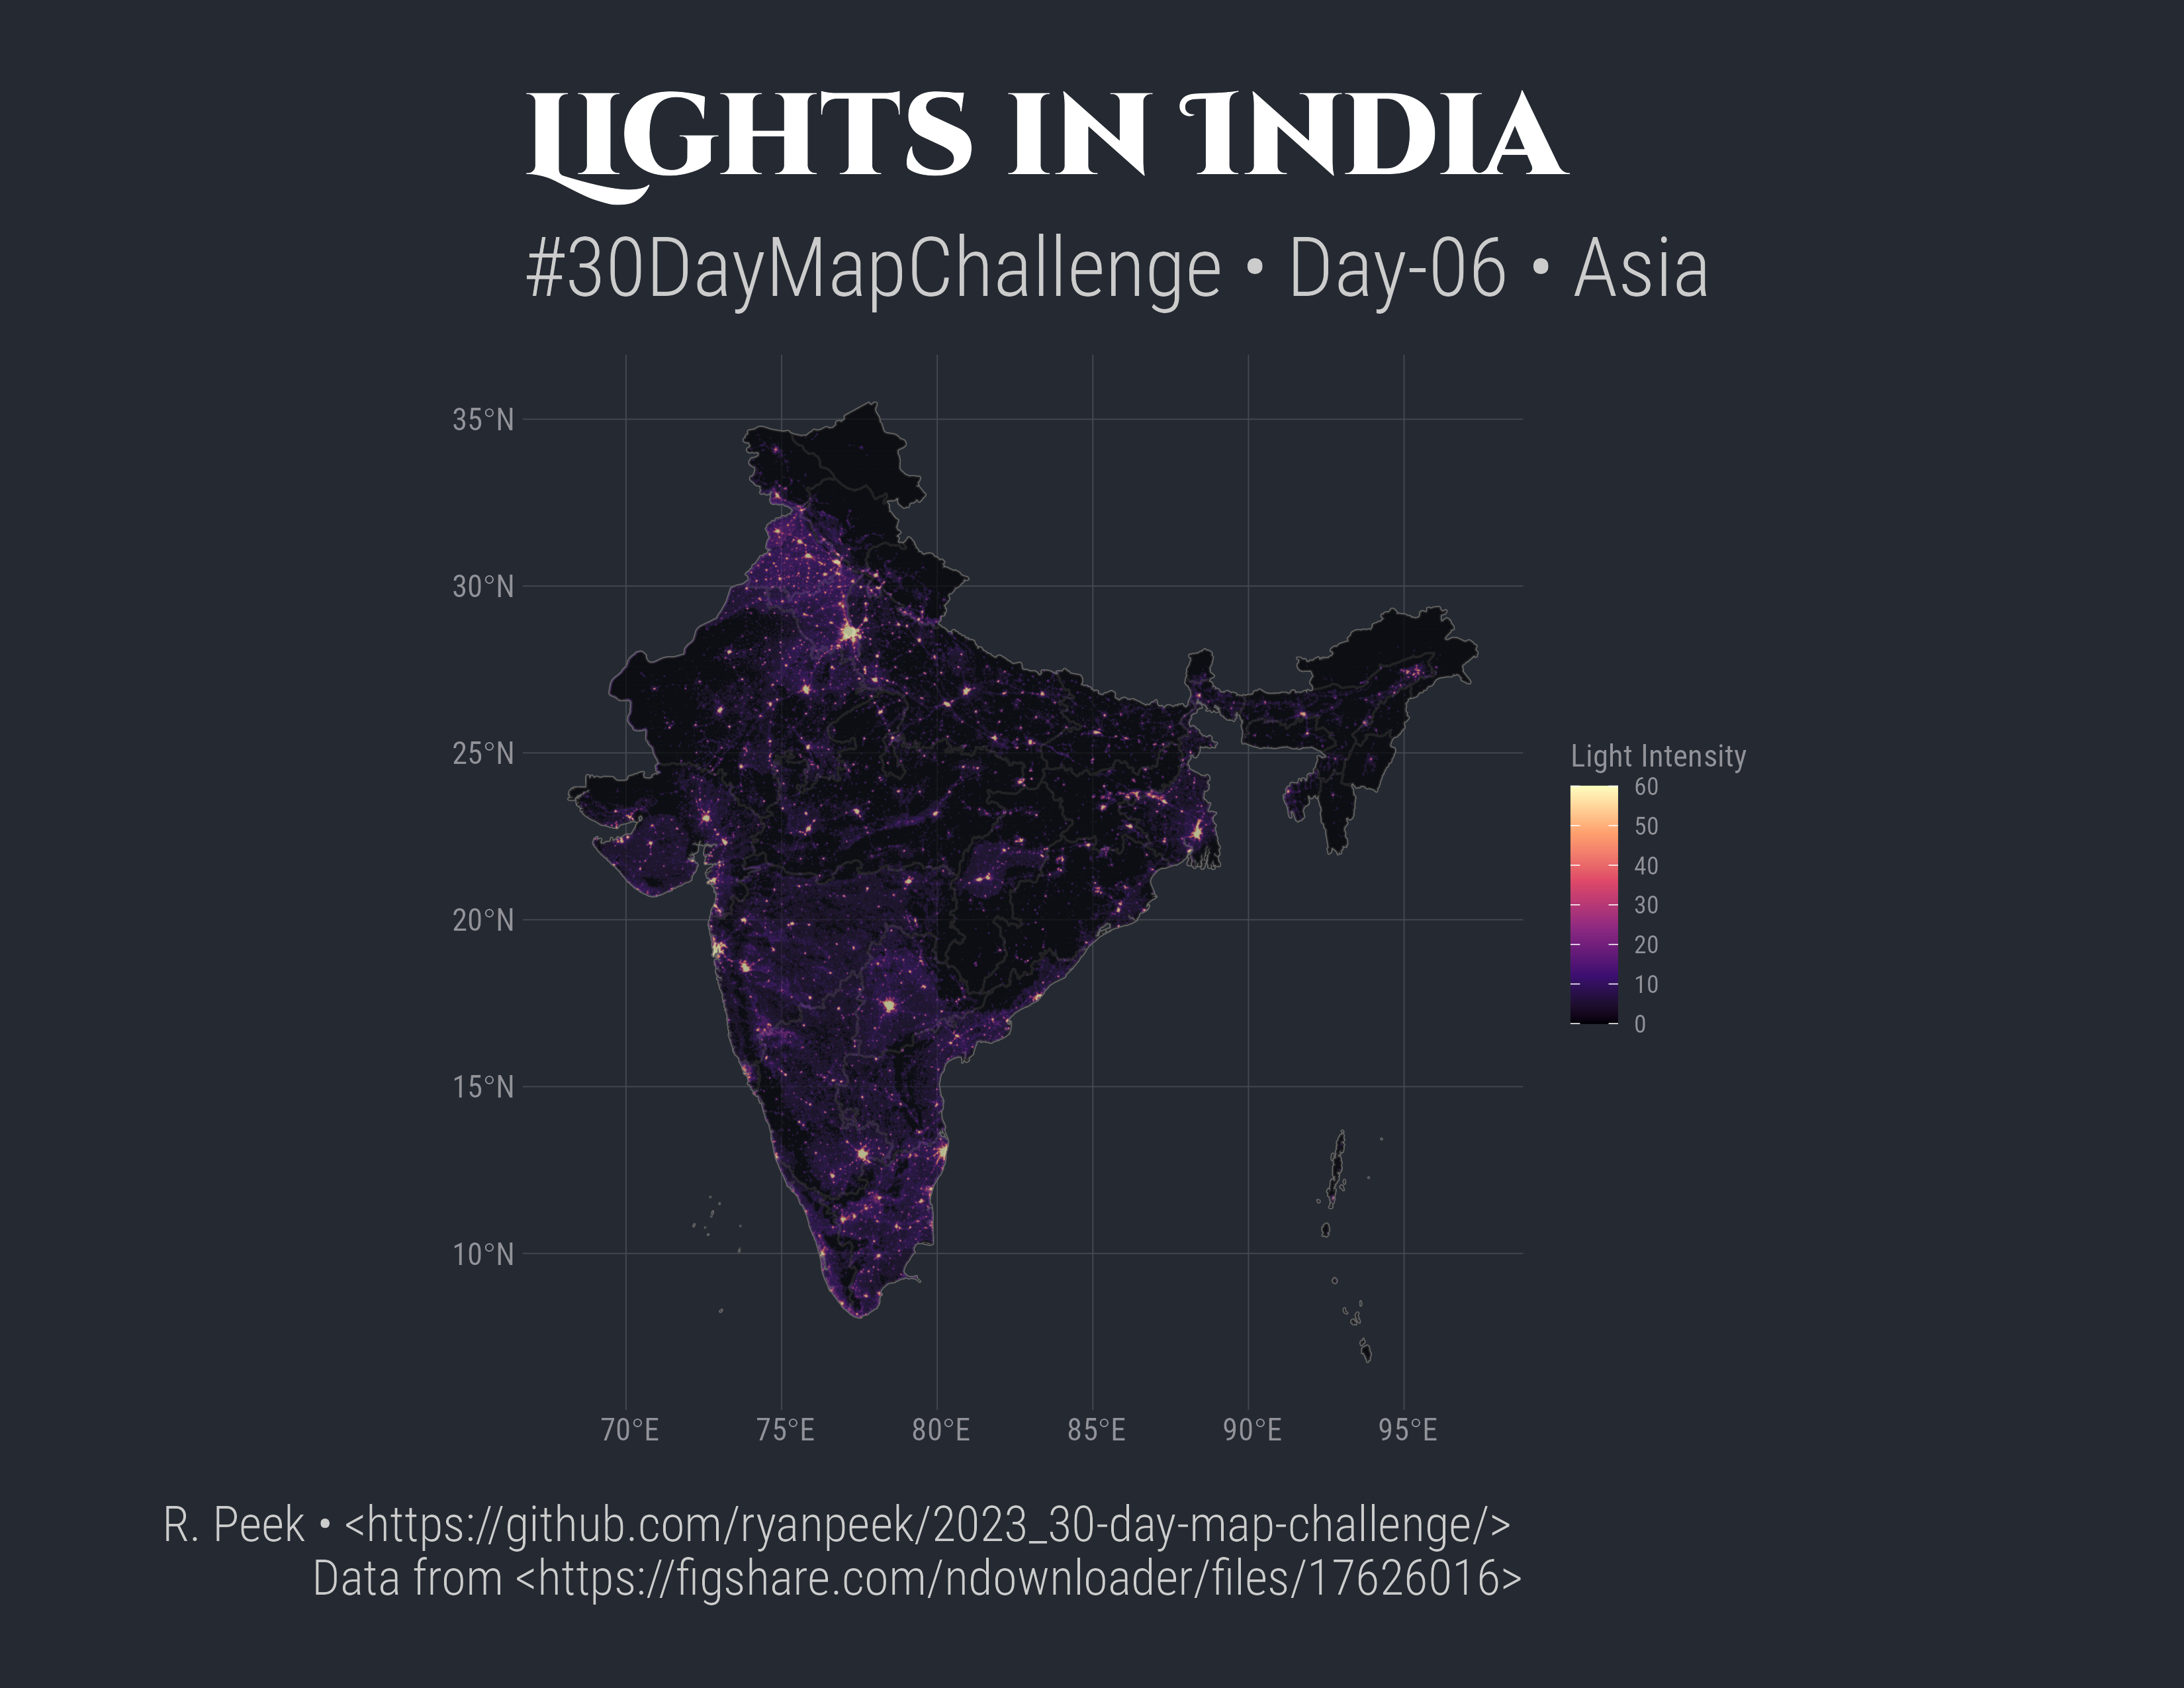 Lights in India
#30DayMapChallenge • Day-06 • Asia
35°N
30°N
25°N
20°N
15°N
10°N
70°E 75°E 80°E 85°E 90°E 95°E
Light Intensity
60
50
40
30
20
10
0
R. Peek • <https://github.com/ryanpeek/2023_30-day-map-challenge/>
Data from <https://figshare.com/ndownloader/files/17626016>